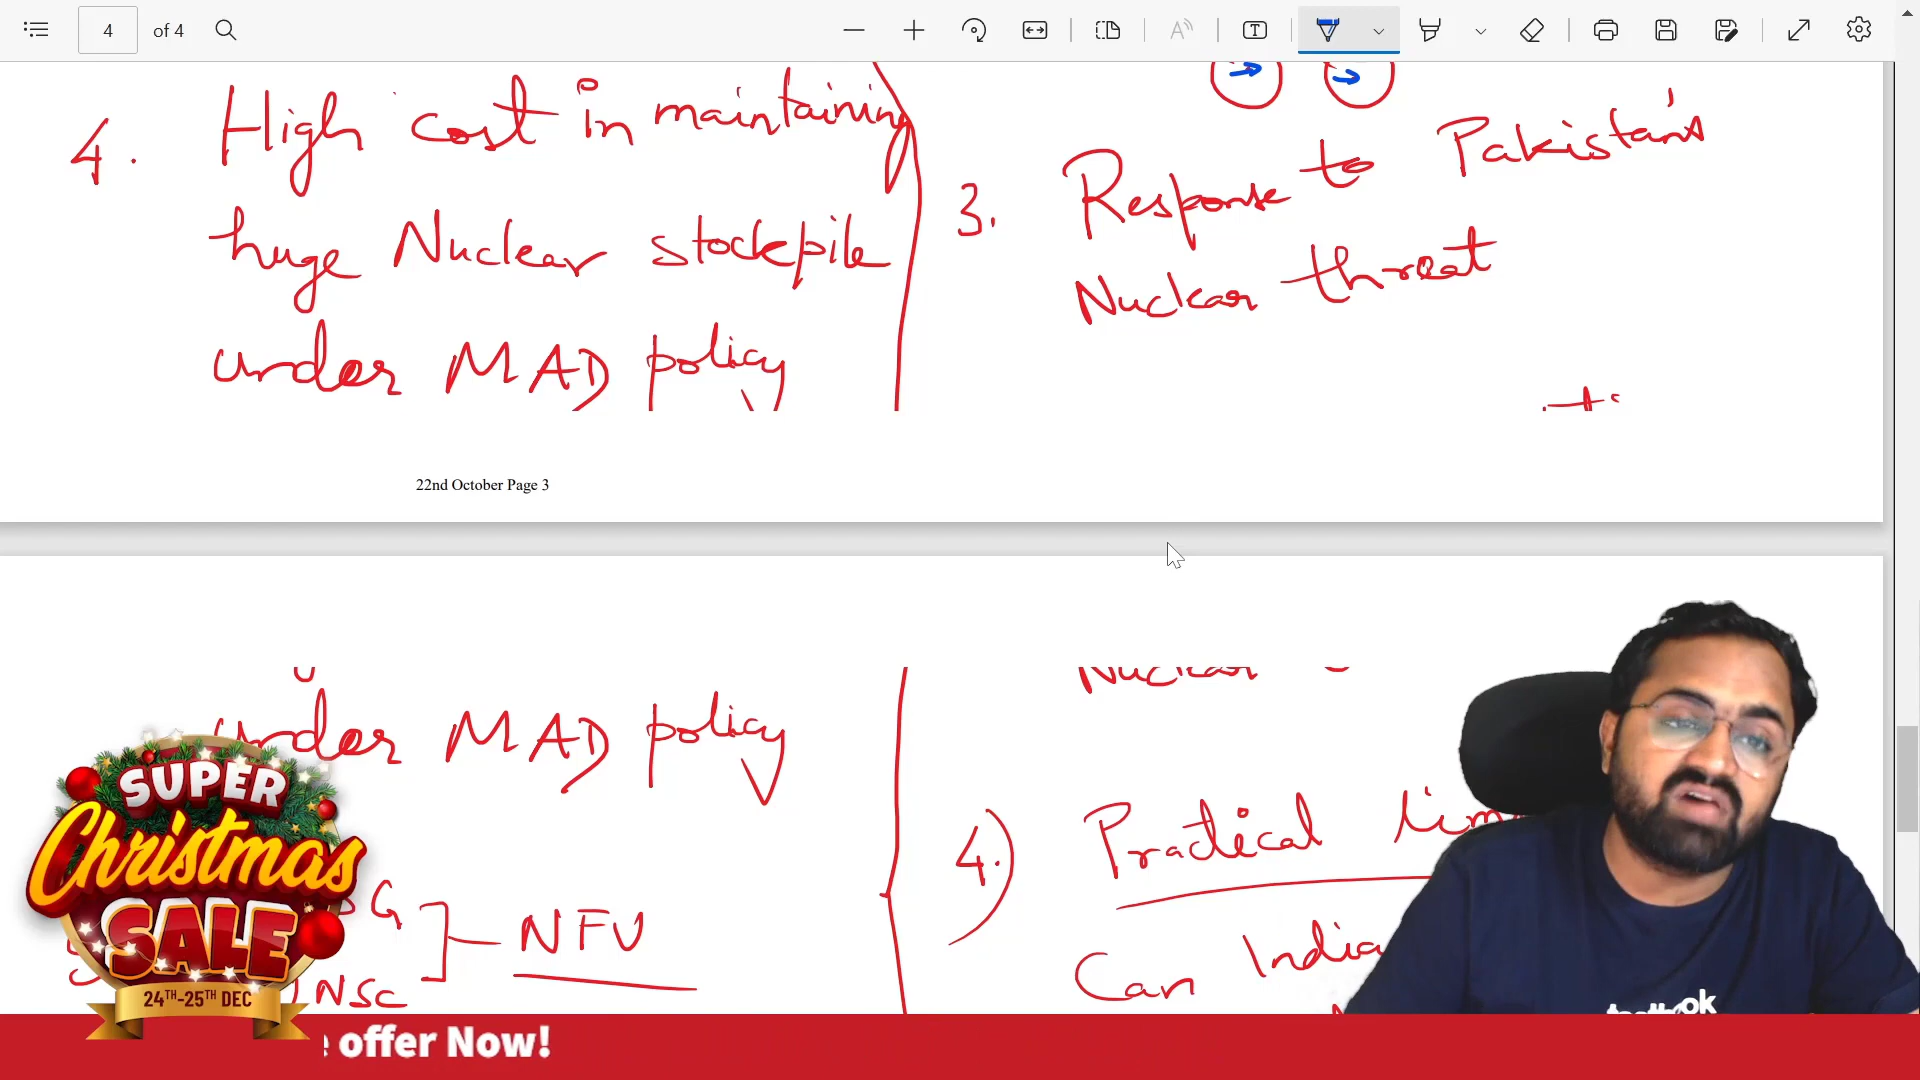 4 of 4
4. High cost in maintaining
huge Nuclear stockpile
under MAD policy
3. Response to Pakistan's
Nuclear threat
22nd October Page 3
under MAD policy
G
NSC
NFU
Nuclear
4.) Practical
Can India
SUPER
Christmas
SALE
24TH-25TH DEC
offer Now!